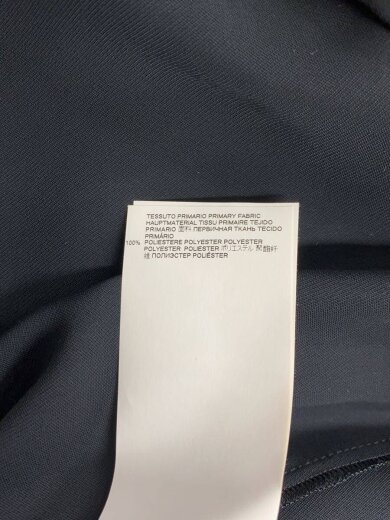 TESSUTO PRIMARIO PRIMARY FABRIC
HAUPTMATERIAL TISSU PRIMAIRE TEJIDO
PRIMARIO 面料 ПЕРВИЧНАЯ ТКАНЬ TECIDO
PRIMÁRIO
100% POLIESTERE POLYESTER POLYESTER
POLYESTER POLIESTER ポリエステル 聚酯纤
维 ПОЛИЭСТЕР POLIÉSTER